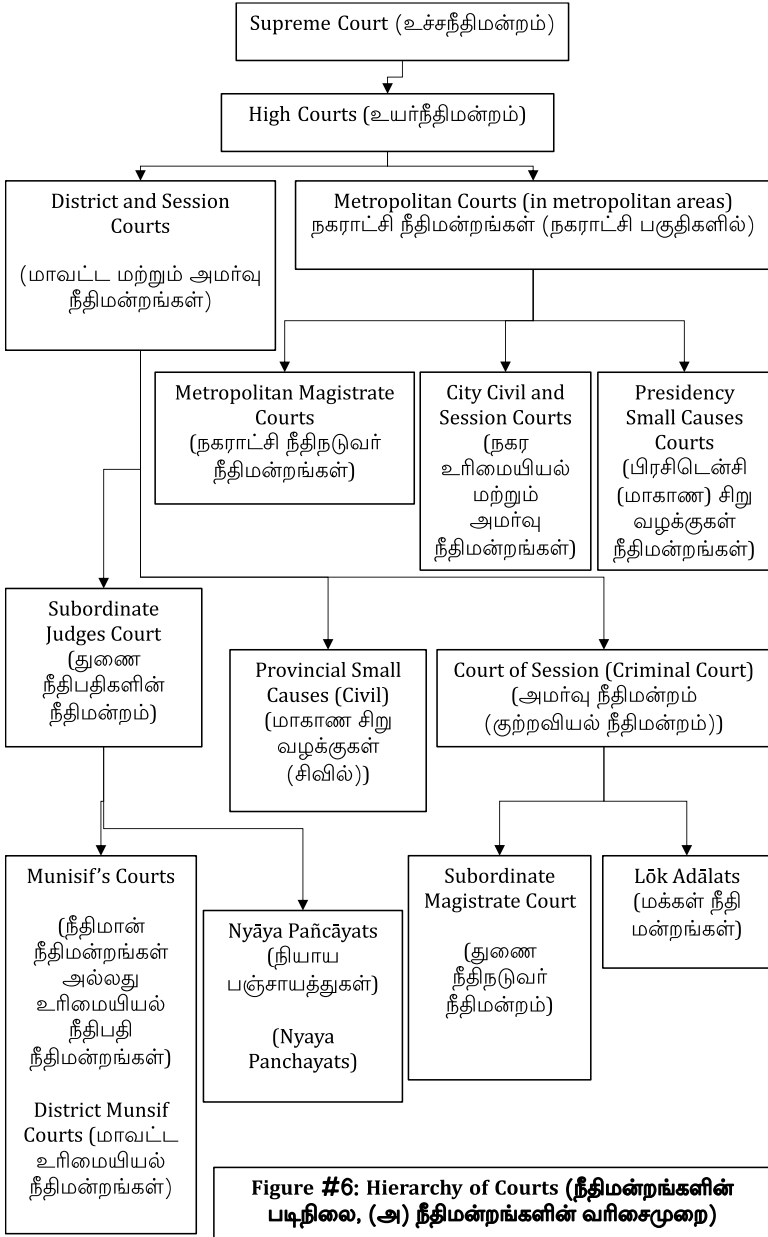 Supreme Court (உச்சநீதிமன்றம்)
High Courts (உயர்நீதிமன்றம்)
District and Session
Courts
(மாவட்ட மற்றும் அமர்வு
நீதிமன்றங்கள்)
Metropolitan Courts (in metropolitan areas)
நகராட்சி நீதிமன்றங்கள் (நகராட்சி பகுதிகளில்)
Metropolitan Magistrate
Courts
(நகராட்சி நீதிநடுவர்
நீதிமன்றங்கள்)
City Civil and
Session Courts
(நகர
உரிமையியல்
மற்றும்
அமர்வு
நீதிமன்றங்கள்)
Presidency
Small Causes
Courts
(பிரசிடென்சி
(மாகாண) சிறு
வழக்குகள்
நீதிமன்றங்கள்)
Subordinate
Judges Court
(துணை
நீதிபதிகளின்
நீதிமன்றம்)
Provincial Small
Causes (Civil)
(மாகாண சிறு
வழக்குகள்
(சிவில்))
Court of Session (Criminal Court)
(அமர்வு நீதிமன்றம்
(குற்றவியல் நீதிமன்றம்))
Munisif’s Courts
(நீதிமான்
நீதிமன்றங்கள்
அல்லது
உரிமையியல்
நீதிபதி
நீதிமன்றங்கள்)
District Munsif
Courts (மாவட்ட
உரிமையியல்
நீதிமன்றங்கள்)
Nyāya Pañcāyats
(நியாய
பஞ்சாயத்துகள்)
(Nyaya
Panchayats)
Subordinate
Magistrate Court
(துணை
நீதிநடுவர்
நீதிமன்றம்)
Lōk Adālats
(மக்கள் நீதி
மன்றங்கள்)
Figure #6: Hierarchy of Courts (நீதிமன்றங்களின்
படிநிலை, (அ) நீதிமன்றங்களின் வரிசைமுறை)